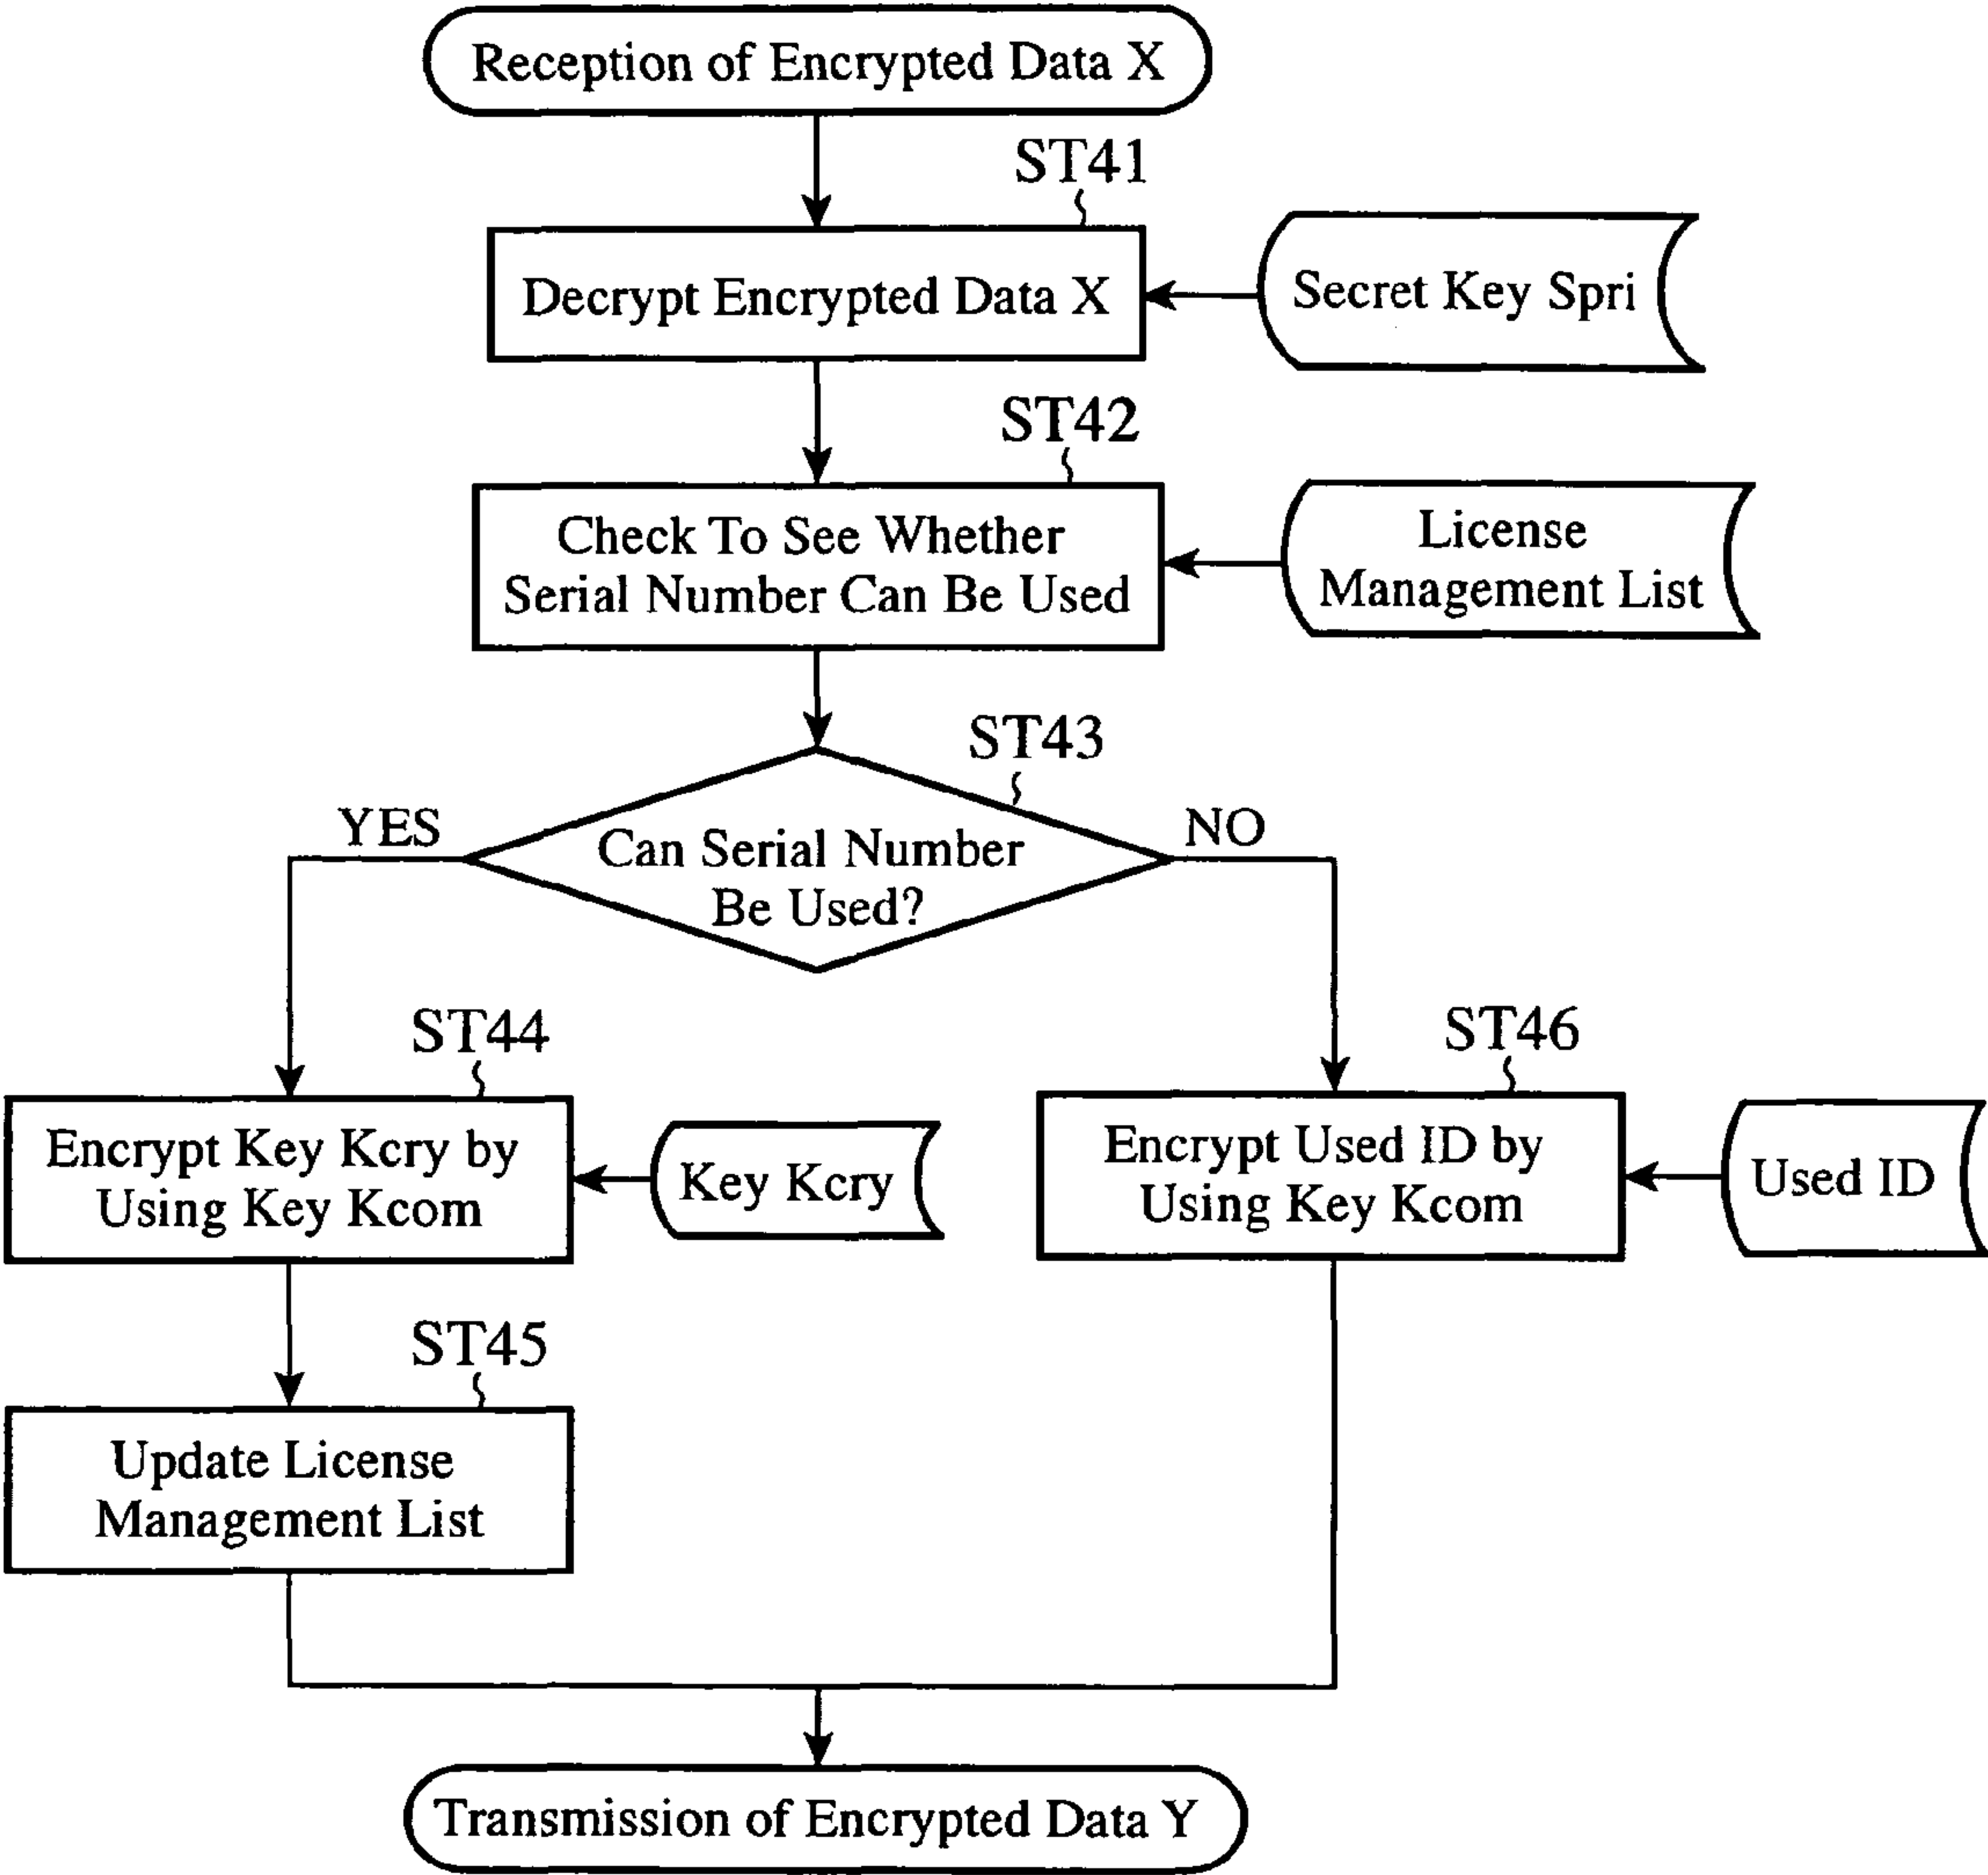 Reception of Encrypted Data X
ST41
Decrypt Encrypted Data X
Secret Key Spri
ST42
Check To See Whether
Serial Number Can Be Used
License
Management List
ST43
YES
NO
Can Serial Number
Be Used?
ST44
ST46
Encrypt Key Kcry by
Using Key Kcom
Key Kcry
Encrypt Used ID by
Using Key Kcom
Used ID
ST45
Update License
Management List
Transmission of Encrypted Data Y